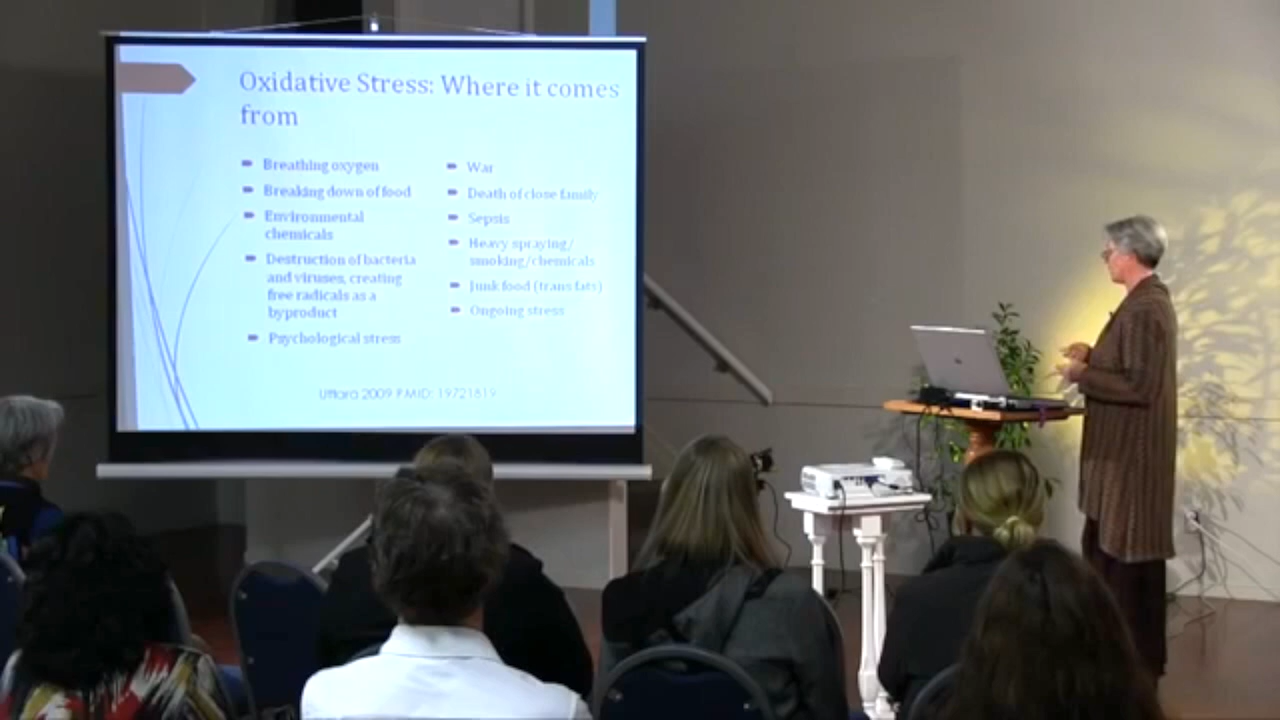 Oxidative Stress: Where it comes
from
Breathing oxygen
Breaking down of food
Environmental
chemicals
Destruction of bacteria
and viruses, creating
free radicals as a
byproduct
Psychological stress
War
Death of close family
Sepsis
Heavy spraying/
smoking/chemicals
Junk food (trans fats)
Ongoing stress
Uttara 2009 PMID: 19721819